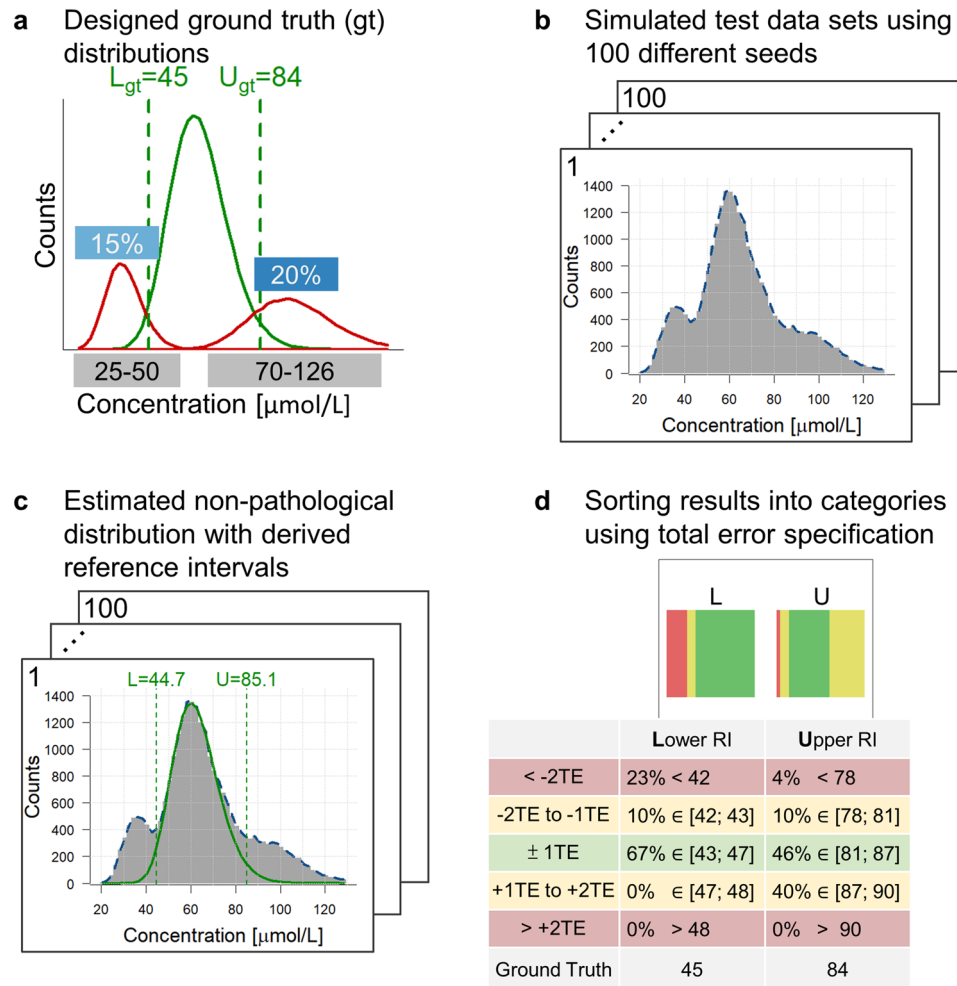 a Designed ground truth (gt)
distributions
L_gt=45 U_gt=84
15%
20%
Counts
25-50 70-126
Concentration [μmol/L]
b Simulated test data sets using
100 different seeds
100
1
1400
1200
1000
800
600
400
200
0
Counts
20 40 60 80 100 120
Concentration [μmol/L]
c Estimated non-pathological
distribution with derived
reference intervals
100
1
L=44.7 U=85.1
1400
1200
1000
800
600
400
200
0
Counts
20 40 60 80 100 120
Concentration [μmol/L]
d Sorting results into categories
using total error specification
L U
Lower RI Upper RI
< -2TE 23% < 42 4% < 78
-2TE to -1TE 10% ∈ [42; 43] 10% ∈ [78; 81]
± 1TE 67% ∈ [43; 47] 46% ∈ [81; 87]
+1TE to +2TE 0% ∈ [47; 48] 40% ∈ [87; 90]
> +2TE 0% > 48 0% > 90
Ground Truth 45 84